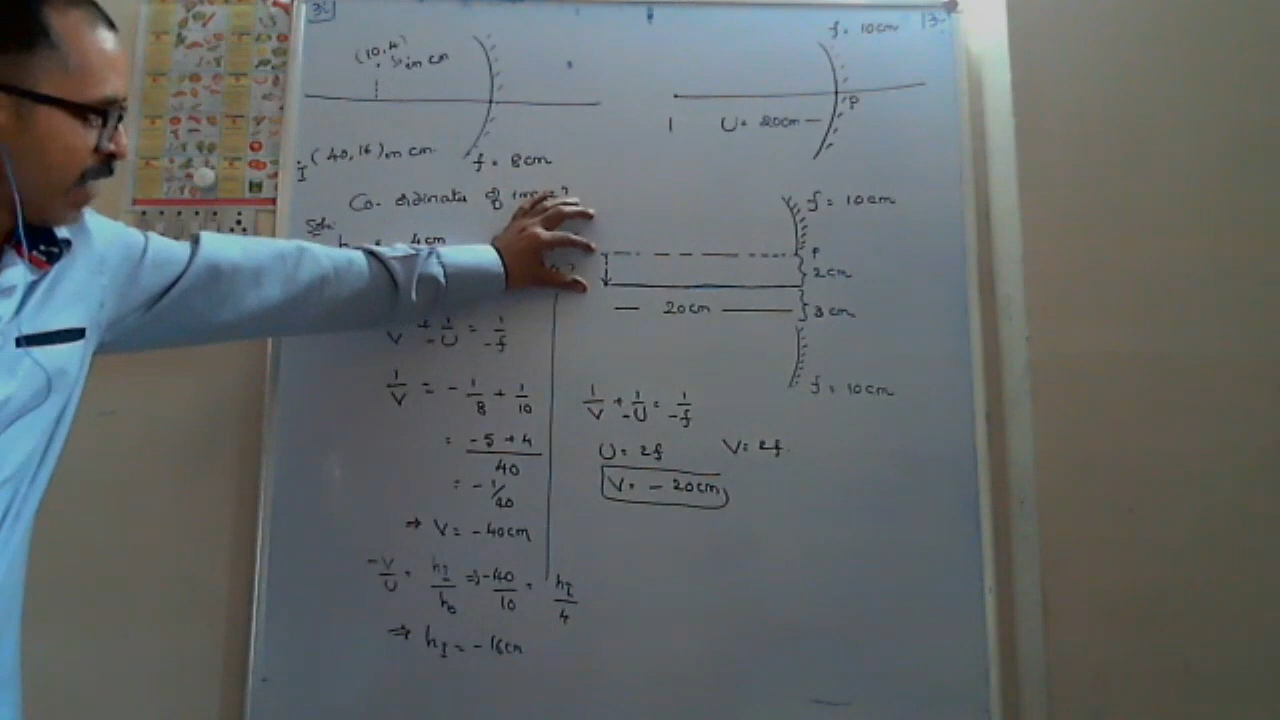 (10,4)
in cm
f = 8cm
I (40,16) in cm.
Co-ordinate of image?
Soln:
4cm
1/V + 1/-U = 1/-f
1/V = - 1/8 + 1/10
= -5+4/40
= -1/40
⇒ V = -40cm
-V/U = hI/ho ⇒ -40/10 = hI/4
⇒ hI = -16cm
13.
f = 10cm
P
U = 20cm
f = 10cm
P
2cm
20cm
3cm
f = 10cm
1/V + 1/-U = 1/-f
U = 2f V = 2f.
V = - 20cm